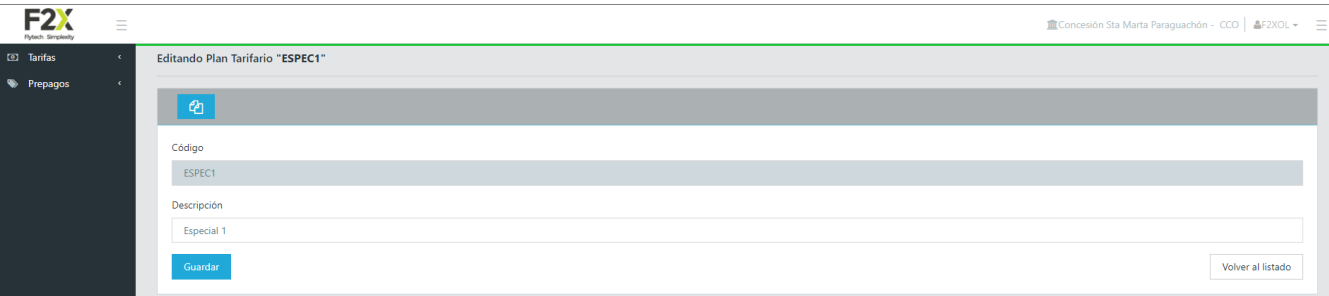 F2X
Flytech Simplexity
Concesión Sta Marta Paraguachón - CCO
F2XOL
Tarifas
Prepagos
Editando Plan Tarifario "ESPEC1"
Código
ESPEC1
Descripción
Especial 1
Guardar
Volver al listado